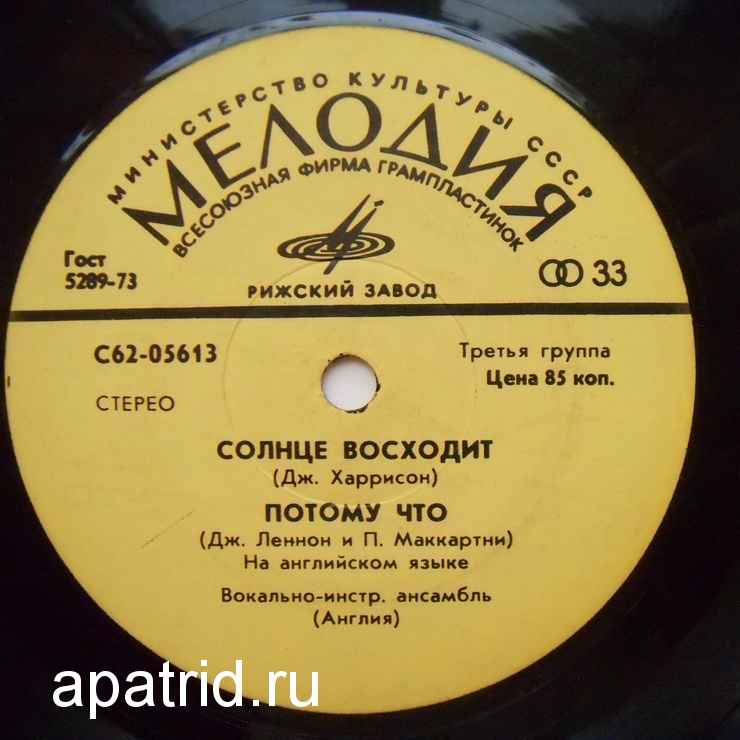 МИНИСТЕРСТВО КУЛЬТУРЫ СССР
МЕЛОДИЯ
ВСЕСОЮЗНАЯ ФИРМА ГРАМПЛАСТИНОК
Гост
5289-73
33
РИЖСКИЙ ЗАВОД
С62-05613
Третья группа
Цена 85 коп.
СТЕРЕО
СОЛНЦЕ ВОСХОДИТ
(Дж. Харрисон)
ПОТОМУ ЧТО
(Дж. Леннон и П. Маккартни)
На английском языке
Вокально-инстр. ансамбль
(Англия)
apatrid.ru